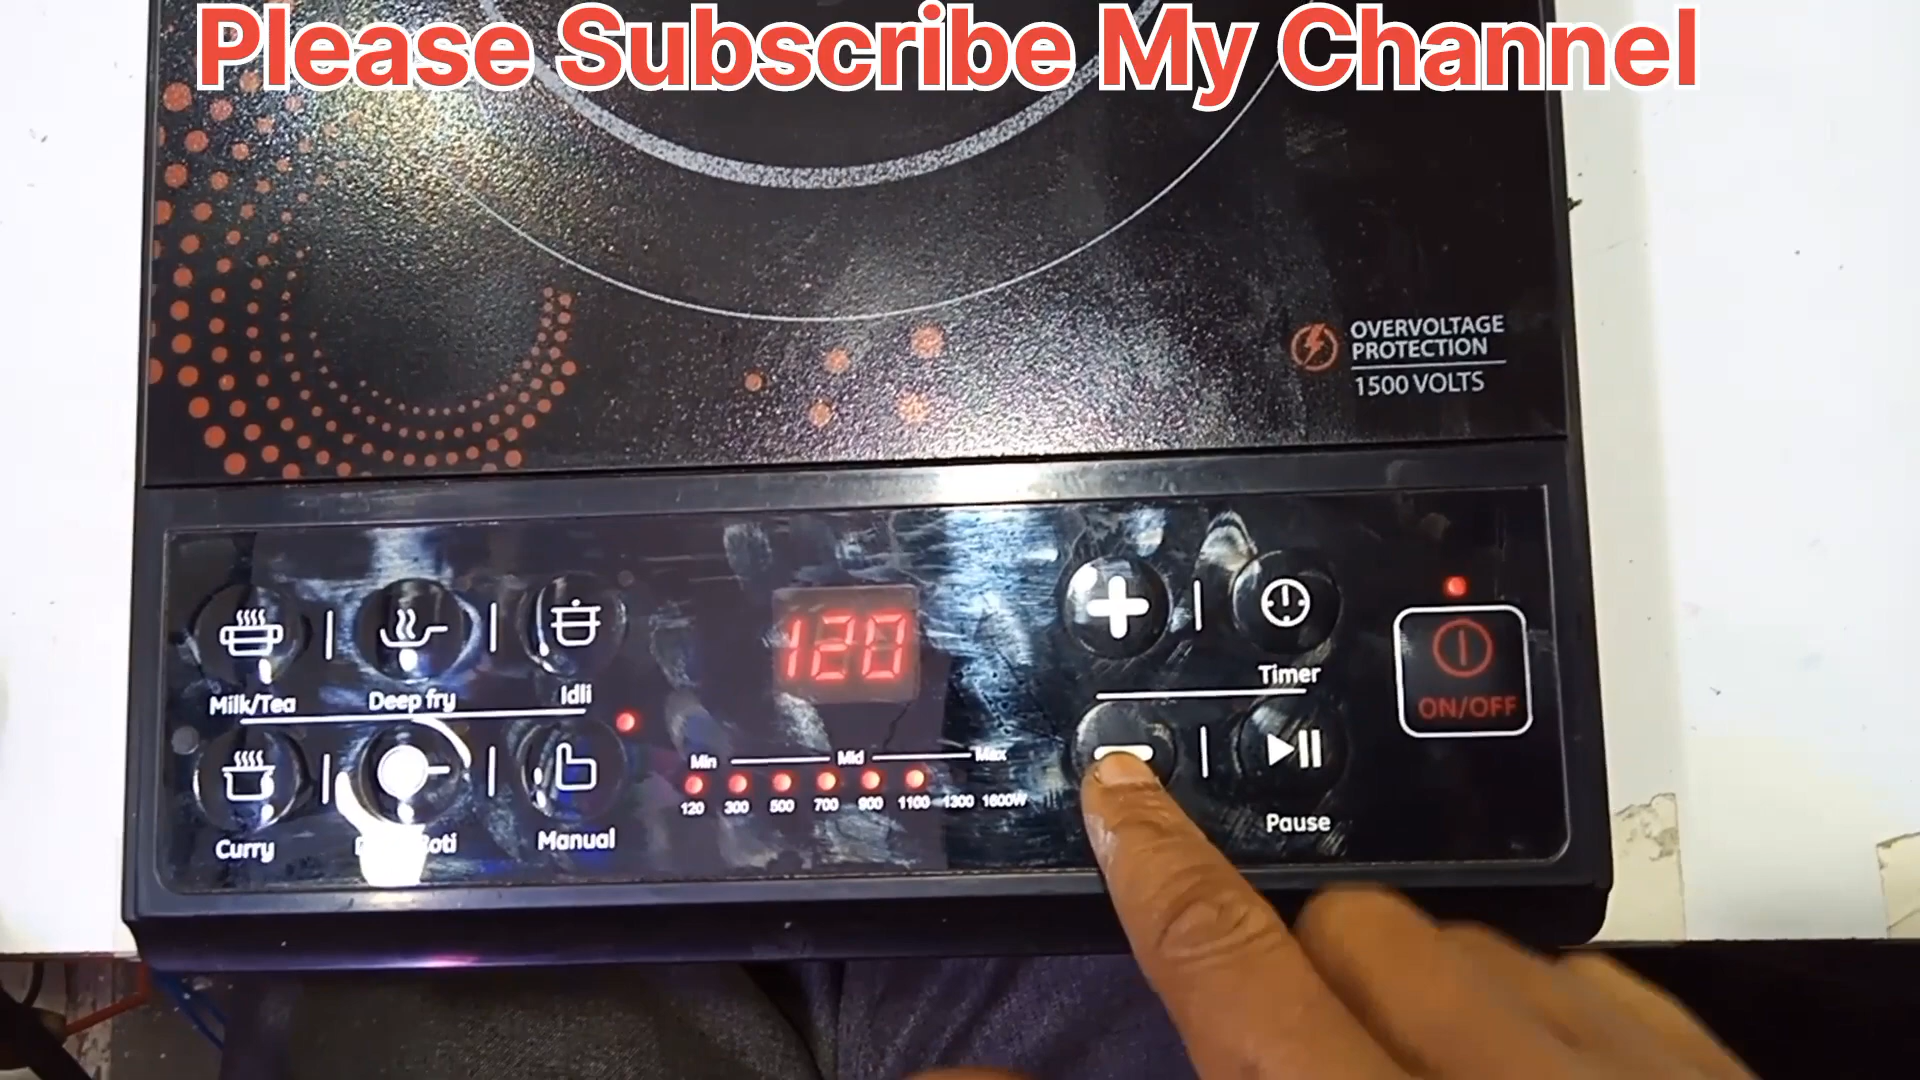 Please Subscribe My Channel
OVERVOLTAGE
PROTECTION
1500 VOLTS
120
Timer
Milk/Tea Deep fry Idli
ON/OFF
Min Mid Max
120 300 500 700 900 1100 1300 1600W
Pause
Curry Manual